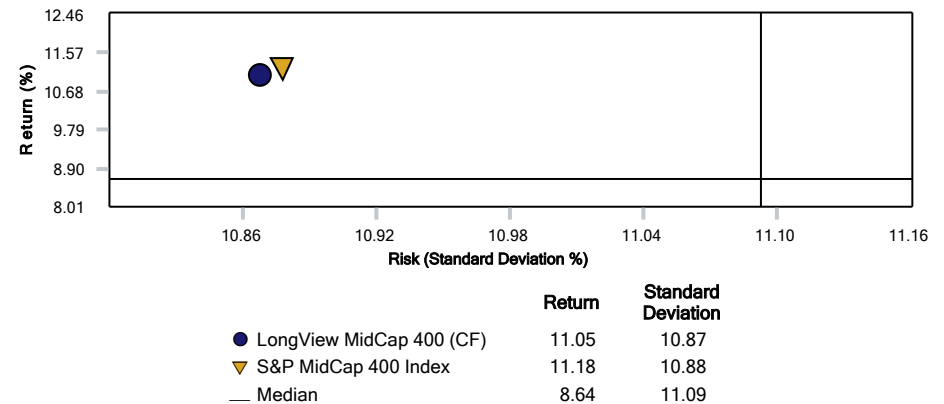 12.46
11.57
10.68
9.79
8.90
8.01
Return (%)
10.86 10.92 10.98 11.04 11.10 11.16
Risk (Standard Deviation %)
Return Standard Deviation
LongView MidCap 400 (CF) 11.05 10.87
S&P MidCap 400 Index 11.18 10.88
Median 8.64 11.09